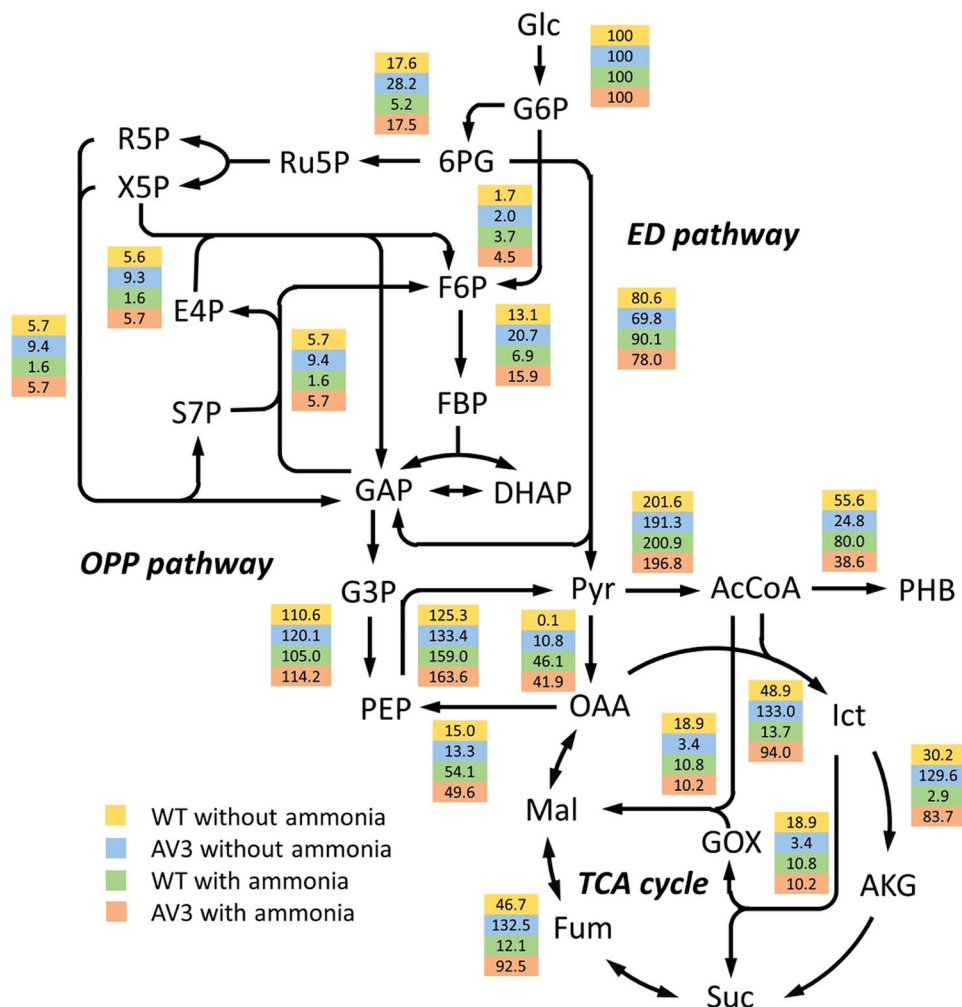 Glc
100
100
100
100
17.6
28.2
5.2
17.5
G6P
R5P
Ru5P
6PG
X5P
1.7
2.0
3.7
4.5
ED pathway
5.6
9.3
1.6
5.7
F6P
E4P
80.6
69.8
90.1
78.0
13.1
20.7
6.9
15.9
5.7
9.4
1.6
5.7
5.7
9.4
1.6
5.7
FBP
S7P
GAP
DHAP
OPP pathway
201.6
191.3
200.9
196.8
55.6
24.8
80.0
38.6
G3P
Pyr
AcCoA
PHB
110.6
120.1
105.0
114.2
125.3
133.4
159.0
163.6
0.1
10.8
46.1
41.9
PEP
OAA
Ict
48.9
133.0
13.7
94.0
15.0
13.3
54.1
49.6
18.9
3.4
10.8
10.2
30.2
129.6
2.9
83.7
Mal
GOX
18.9
3.4
10.8
10.2
WT without ammonia
AV3 without ammonia
WT with ammonia
AV3 with ammonia
TCA cycle
AKG
46.7
132.5
12.1
92.5
Fum
Suc